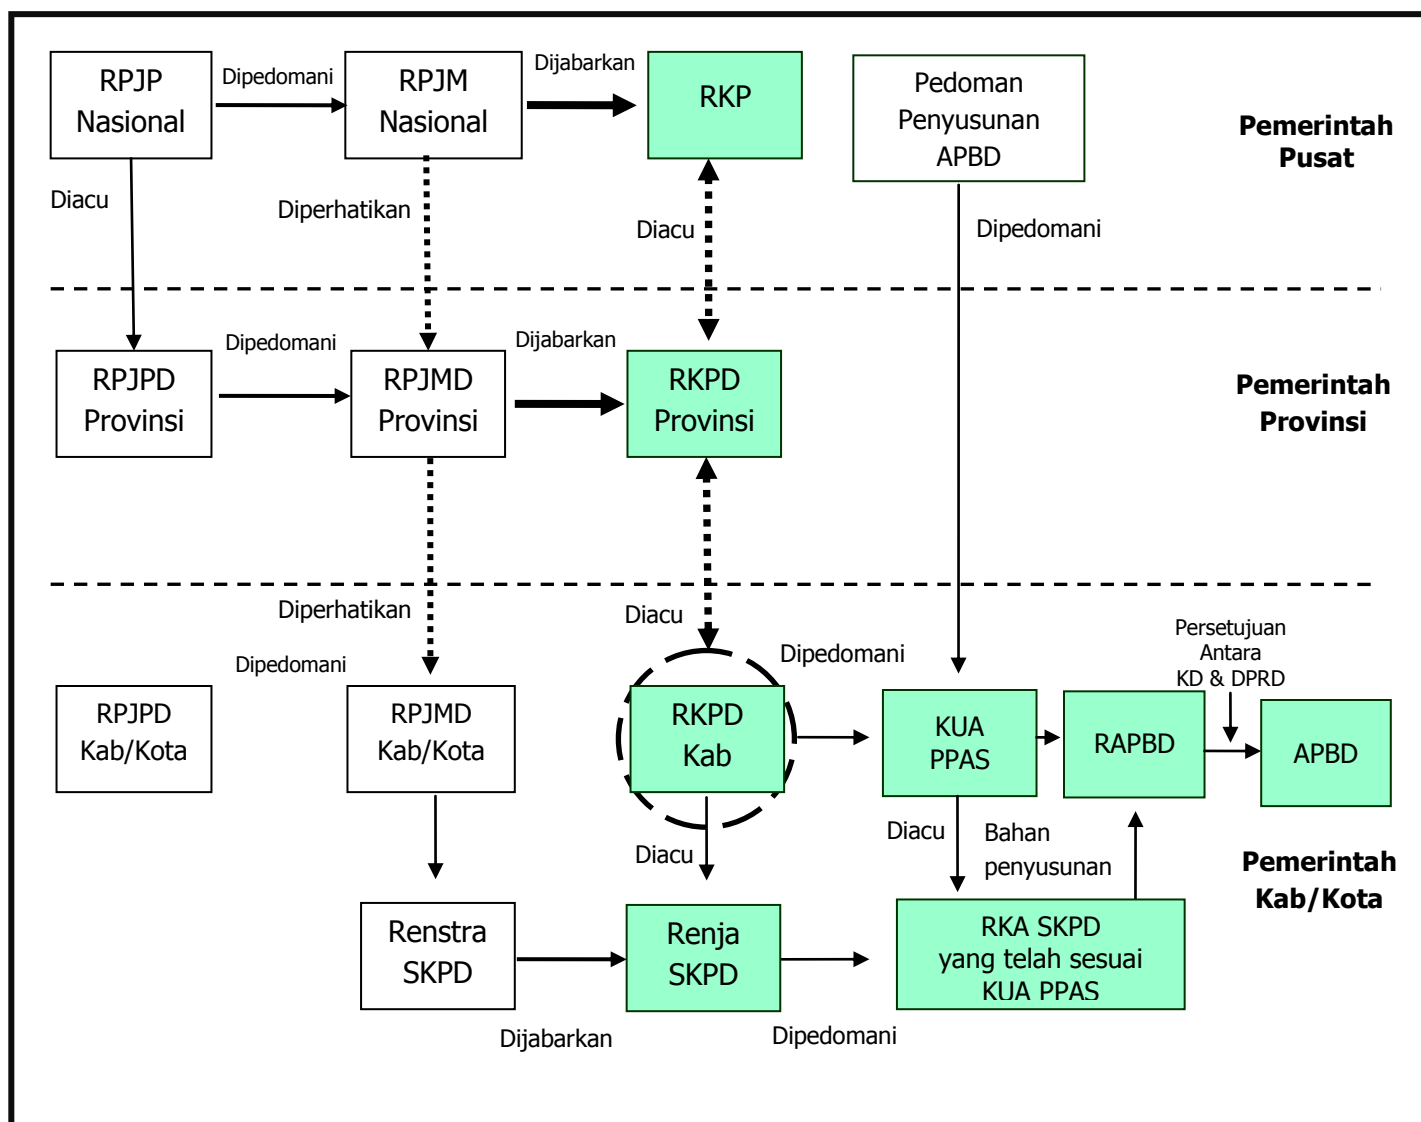 RPJP
Nasional
Dipedomani
RPJM
Nasional
Dijabarkan
RKP
Pedoman
Penyusunan
APBD
Pemerintah
Pusat
Diacu
Diperhatikan
Diacu
Dipedomani
RPJPD
Provinsi
Dipedomani
RPJMD
Provinsi
Dijabarkan
RKPD
Provinsi
Pemerintah
Provinsi
Diperhatikan
Diacu
Dipedomani
Dipedomani
Persetujuan
Antara
KD & DPRD
RPJPD
Kab/Kota
RPJMD
Kab/Kota
RKPD
Kab
KUA
PPAS
RAPBD
APBD
Diacu
Diacu
Bahan
penyusunan
Pemerintah
Kab/Kota
Renstra
SKPD
Renja
SKPD
RKA SKPD
yang telah sesuai
KUA PPAS
Dijabarkan
Dipedomani